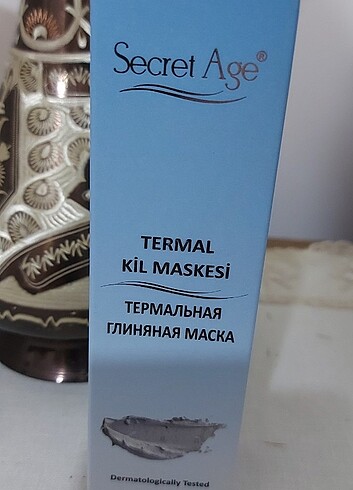 Secret Age®
TERMAL
KİL MASKESİ
ТЕРМАЛЬНАЯ
ГЛИНЯНАЯ МАСКА
Dermatologically Tested